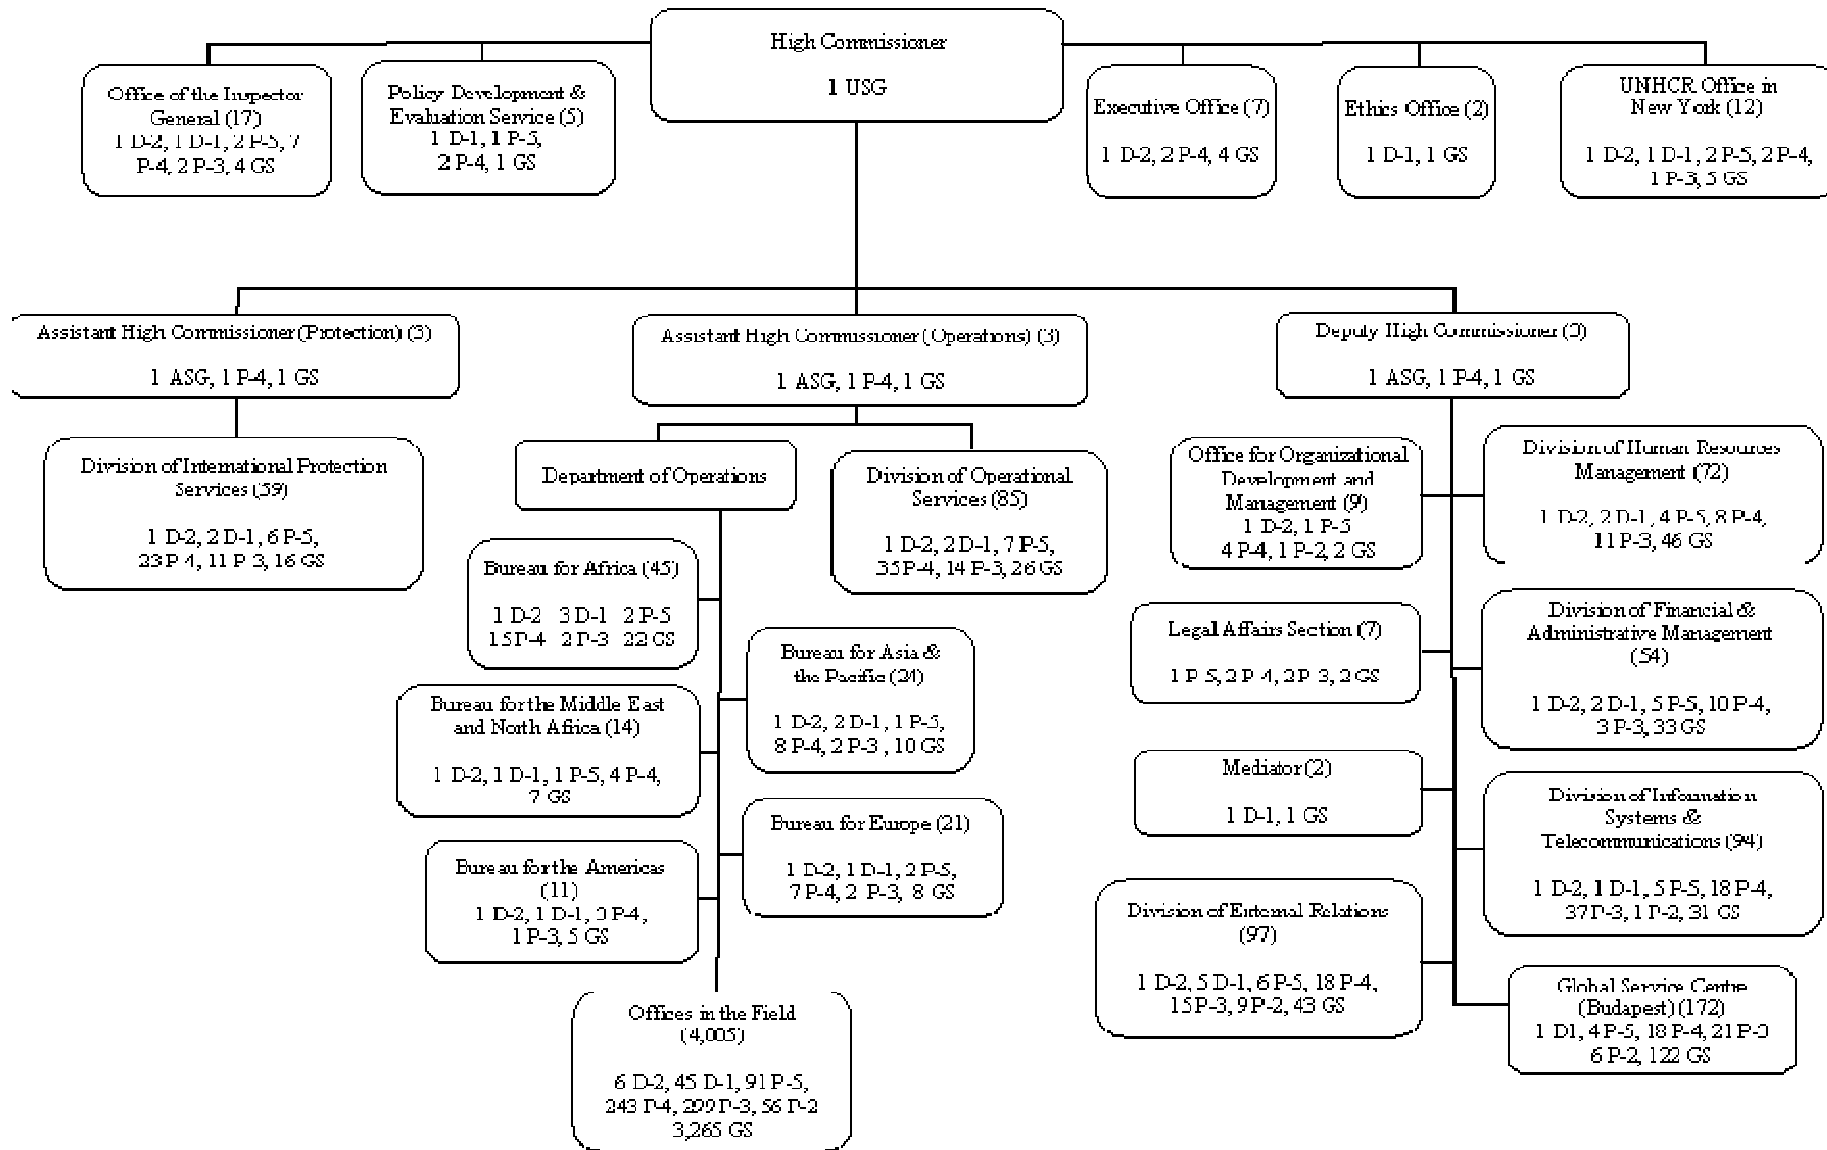 High Commissioner
1 USG
Office of the Inspector
General (17)
1 D-2, 1 D-1, 2 P-5, 7
P-4, 2 P-3, 4 GS
Policy Development &
Evaluation Service (5)
1 D-1, 1 P-5,
2 P-4, 1 GS
Executive Office (7)
1 D-2, 2 P-4, 4 GS
Ethics Office (2)
1 D-1, 1 GS
UNHCR Office in
New York (12)
1 D-2, 1 D-1, 2 P-5, 2 P-4,
1 P-3, 5 GS
Assistant High Commissioner (Protection) (3)
1 ASG, 1 P-4, 1 GS
Assistant High Commissioner (Operations) (3)
1 ASG, 1 P-4, 1 GS
Deputy High Commissioner (3)
1 ASG, 1 P-4, 1 GS
Division of International Protection
Services (59)
1 D-2, 2 D-1, 6 P-5,
23 P-4, 11 P-3, 16 GS
Department of Operations
Division of Operational
Services (85)
1 D-2, 2 D-1, 7 P-5,
35 P-4, 14 P-3, 26 GS
Bureau for Africa (45)
1 D-2 3 D-1 2 P-5
15 P-4 2 P-3 22 GS
Bureau for Asia &
the Pacific (24)
1 D-2, 2 D-1, 1 P-5,
8 P-4, 2 P-3 , 10 GS
Bureau for the Middle East
and North Africa (14)
1 D-2, 1 D-1, 1 P-5, 4 P-4,
7 GS
Bureau for Europe (21)
1 D-2, 1 D-1, 2 P-5,
7 P-4, 2 P-3, 8 GS
Bureau for the Americas
(11)
1 D-2, 1 D-1, 3 P-4,
1 P-3, 5 GS
Offices in the Field
(4,005)
6 D-2, 45 D-1, 91 P-5,
243 P-4, 299 P-3, 56 P-2
3,265 GS
Office for Organizational
Development and
Management (9)
1 D-2, 1 P-5
4 P-4, 1 P-2, 2 GS
Division of Human Resources
Management (72)
1 D-2, 2 D-1, 4 P-5, 8 P-4,
11 P-3, 46 GS
Legal Affairs Section (7)
1 P-5, 2 P-4, 2 P-3, 2 GS
Division of Financial &
Administrative Management
(54)
1 D-2, 2 D-1, 5 P-5, 10 P-4,
3 P-3, 33 GS
Mediator (2)
1 D-1, 1 GS
Division of Information
Systems &
Telecommunications (94)
1 D-2, 1 D-1, 5 P-5, 18 P-4,
37 P-3, 1 P-2, 31 GS
Division of External Relations
(97)
1 D-2, 5 D-1, 6 P-5, 18 P-4,
15 P-3, 9 P-2, 43 GS
Global Service Centre
(Budapest) (172)
1 D1, 4 P-5, 18 P-4, 21 P-3
6 P-2, 122 GS